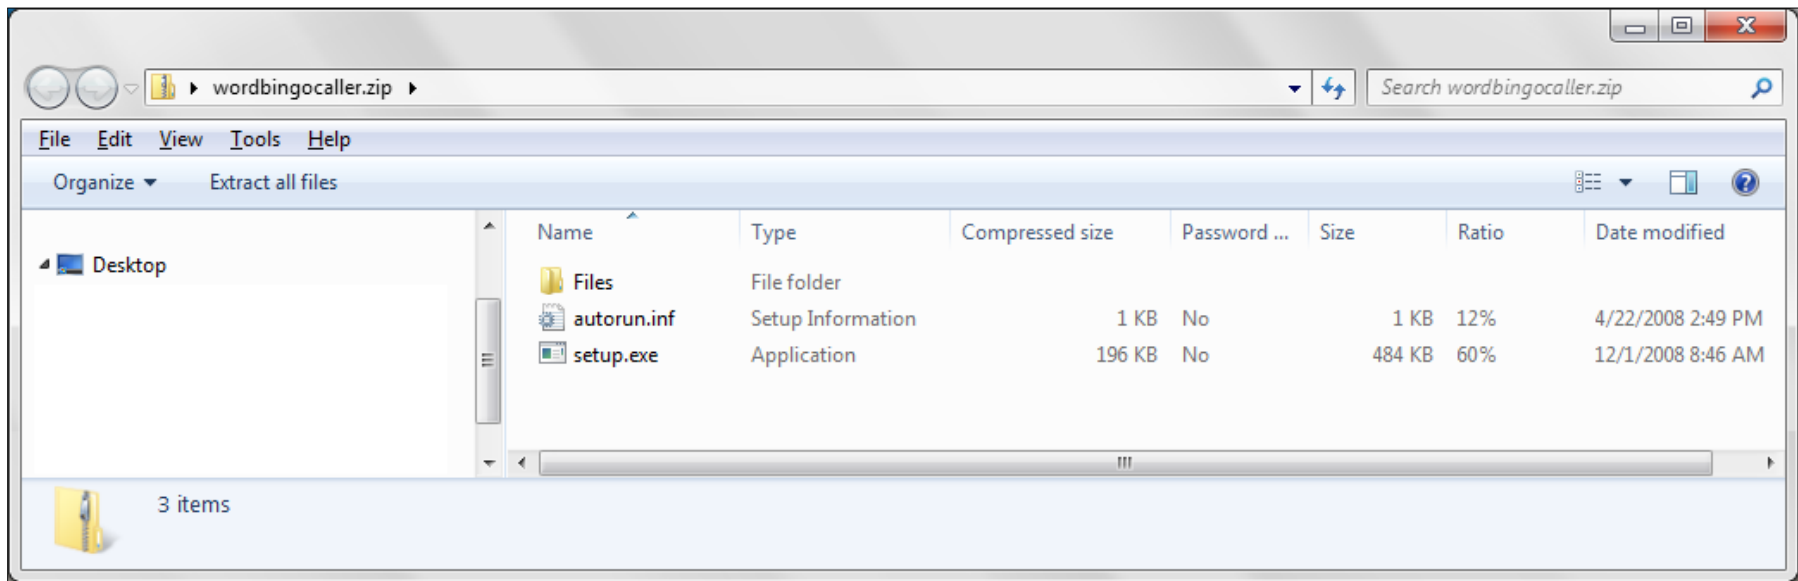 wordbingocaller.zip
Search wordbingocaller.zip
File Edit View Tools Help
Organize Extract all files
Desktop
Name Type Compressed size Password ... Size Ratio Date modified
Files File folder
autorun.inf Setup Information 1 KB No 1 KB 12% 4/22/2008 2:49 PM
setup.exe Application 196 KB No 484 KB 60% 12/1/2008 8:46 AM
3 items